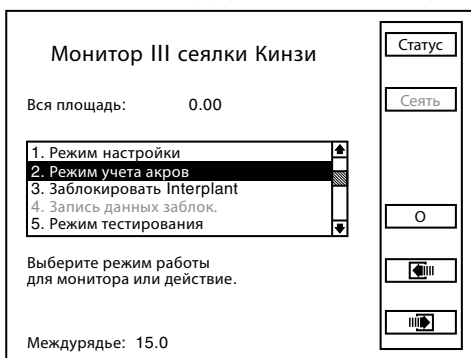 Монитор III сеялки Кинзи
Статус
Вся площадь: 0.00
Сеять
1. Режим настройки
2. Режим учета акров
3. Заблокировать Interplant
4. Запись данных заблок.
5. Режим тестирования
О
Выберите режим работы
для монитора или действие.
Междурядье: 15.0